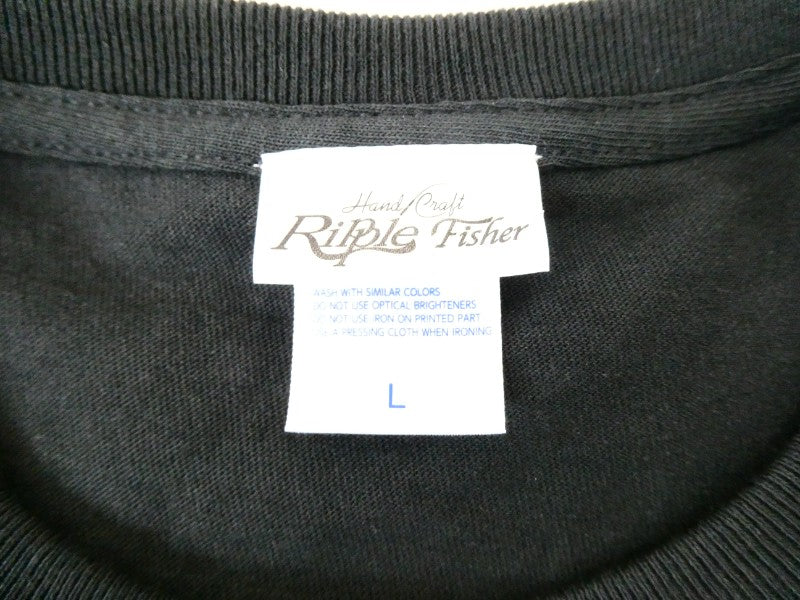 Hand Craft
Ripple Fisher
WASH WITH SIMILAR COLORS
DO NOT USE OPTICAL BRIGHTENERS
DO NOT USE IRON ON PRINTED PART
USE A PRESSING CLOTH WHEN IRONING
L